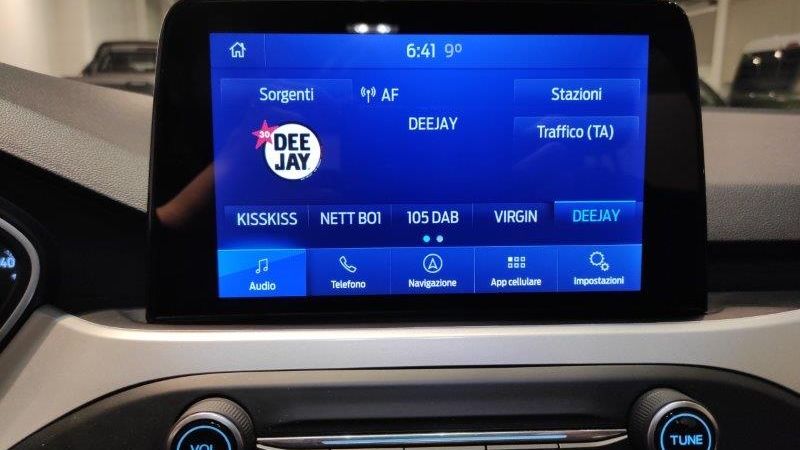 6:41 9°
Sorgenti AF Stazioni
DEEJAY Traffico (TA)
30
DEE
JAY
KISSKISS NETT BO1 105 DAB VIRGIN DEEJAY
Audio Telefono Navigazione App cellulare Impostazioni
40
VOL TUNE